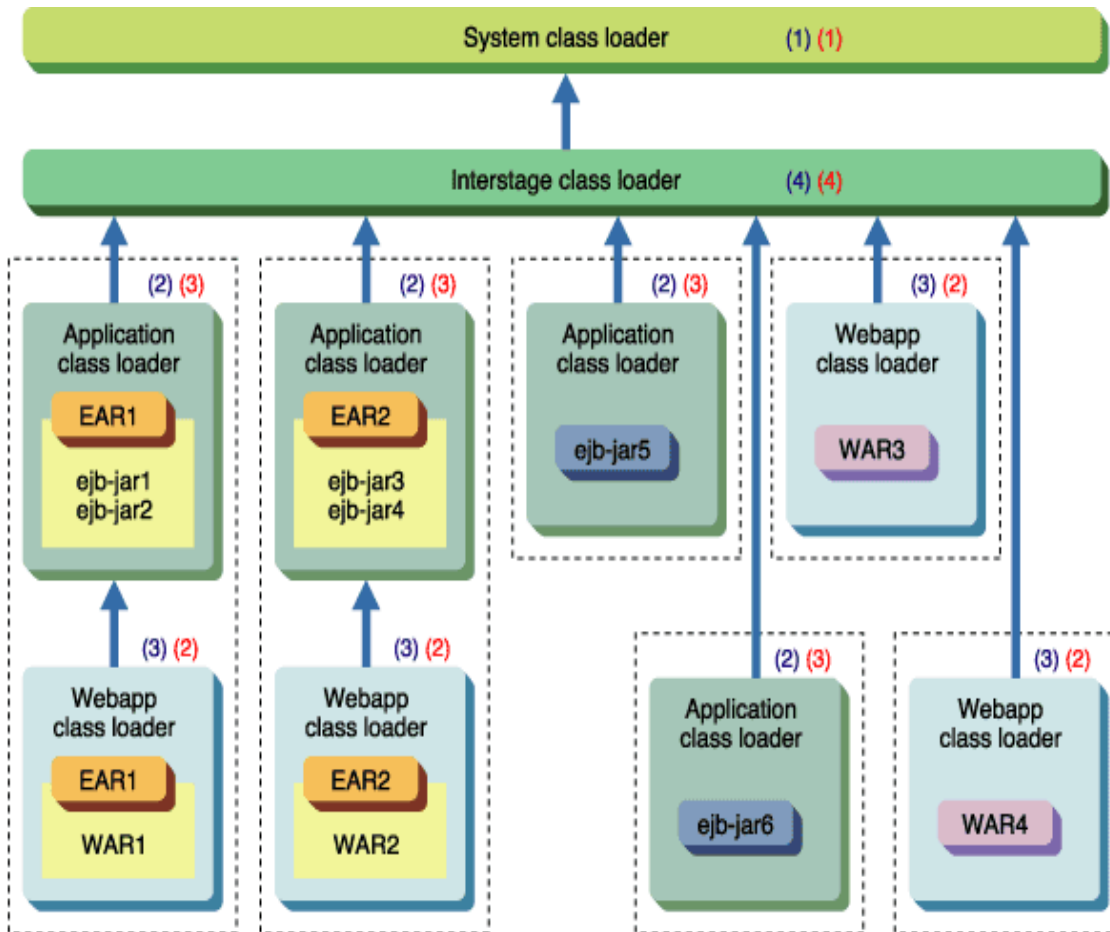 System class loader (1) (1)
Interstage class loader (4) (4)
(2) (3)
Application
class loader
EAR1
ejb-jar1
ejb-jar2
(3) (2)
Webapp
class loader
EAR1
WAR1
(2) (3)
Application
class loader
EAR2
ejb-jar3
ejb-jar4
(3) (2)
Webapp
class loader
EAR2
WAR2
(2) (3)
Application
class loader
ejb-jar5
(3) (2)
Webapp
class loader
WAR3
(2) (3)
Application
class loader
ejb-jar6
(3) (2)
Webapp
class loader
WAR4